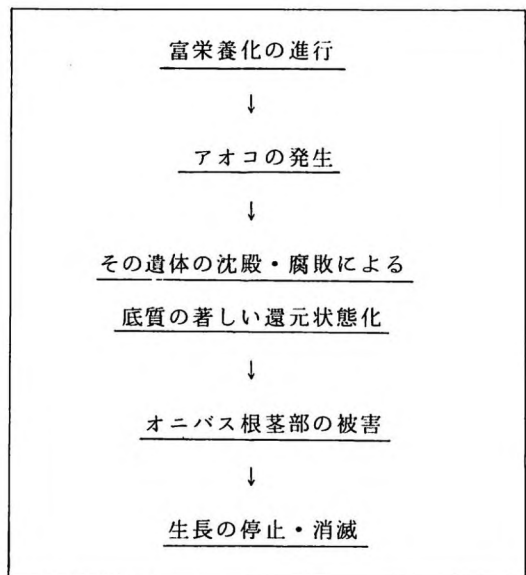 富栄養化の進行
↓
アオコの発生
↓
その遺体の沈殿・腐敗による
底質の著しい還元状態化
↓
オニバス根茎部の被害
↓
生長の停止・消滅